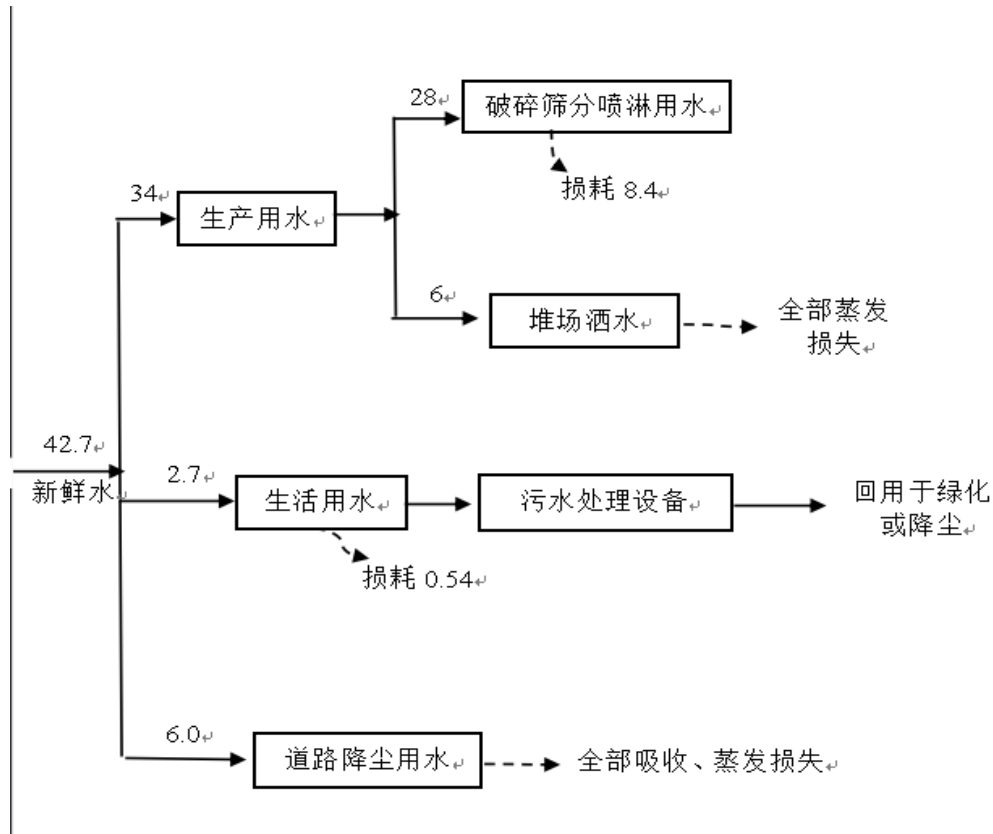 28
破碎筛分喷淋用水
损耗 8.4
34
生产用水
6
堆场洒水
全部蒸发
损失
42.7
新鲜水
2.7
生活用水
污水处理设备
回用于绿化
或降尘
损耗 0.54
6.0
道路降尘用水
全部吸收、蒸发损失